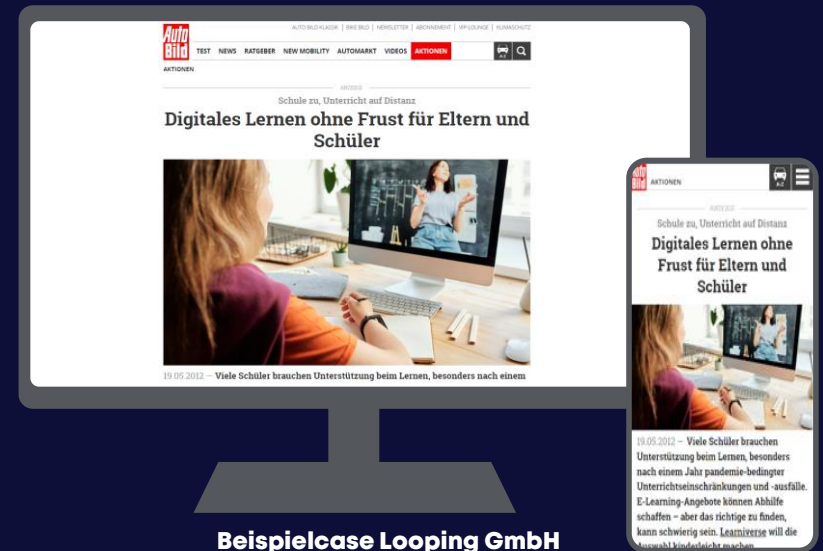 AUTO BILD KLASSIK | BIKE BILD | NEWSLETTER | ABONNEMENT | VIP-LOUNGE | KLIMASCHUTZ
Auto
Bild
TEST NEWS RATGEBER NEW MOBILITY AUTOMARKT VIDEOS AKTIONEN
A-Z
AKTIONEN
ANZEIGE
Schule zu, Unterricht auf Distanz
Digitales Lernen ohne Frust für Eltern und
Schüler
19.05.2012 — Viele Schüler brauchen Unterstützung beim Lernen, besonders nach einem
Auto
Bild
AKTIONEN
A-Z
ANZEIGE
Schule zu, Unterricht auf Distanz
Digitales Lernen ohne
Frust für Eltern und
Schüler
19.05.2012 — Viele Schüler brauchen
Unterstützung beim Lernen, besonders
nach einem Jahr pandemie-bedingter
Unterrichtseinschränkungen und -ausfälle.
E-Learning-Angebote können Abhilfe
schaffen – aber das richtige zu finden,
kann schwierig sein. Learniverse will die
Auswahl kinderleicht machen.
Beispielcase Looping GmbH